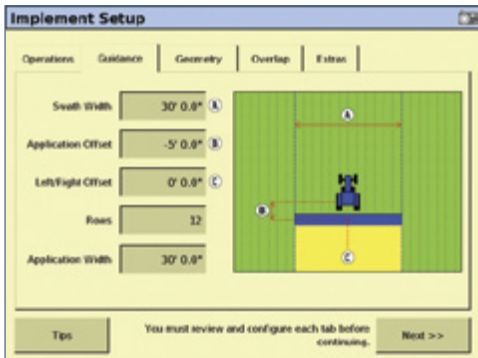 Implement Setup
Operations Guidance Geometry Overlap Extras
Swath Width 30' 0.0" A
Application Offset -5' 0.0" B
Left/Right Offset 0' 0.0" C
Rows 12
Application Width 30' 0.0"
A
B
C
Tips
You must review and configure each tab before
continuing.
Next >>